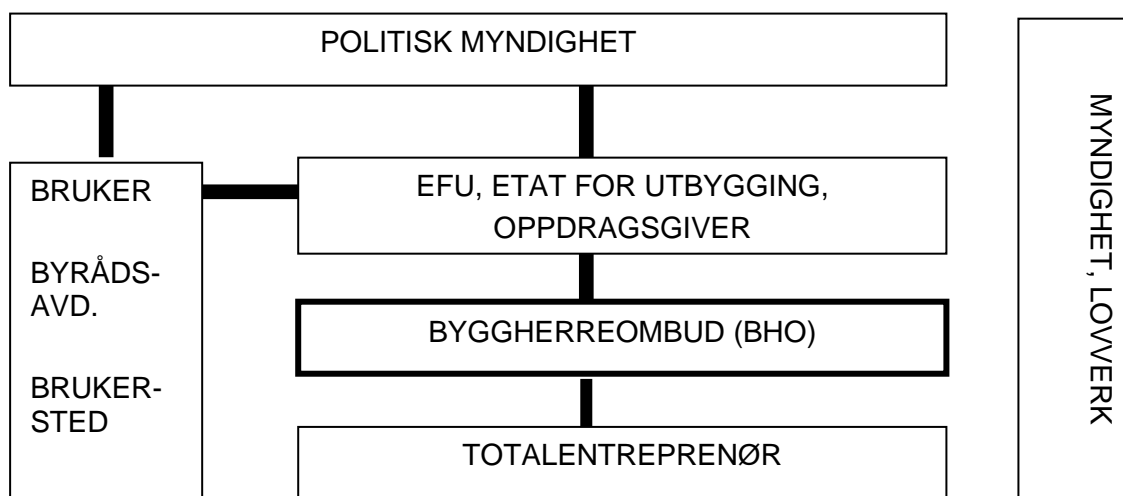 POLITISK MYNDIGHET
BRUKER
BYRÅDS-
AVD.
BRUKER-
STED
EFU, ETAT FOR UTBYGGING,
OPPDRAGSGIVER
BYGGHERREOMBUD (BHO)
TOTALENTREPRENØR
MYNDIGHET, LOVVERK